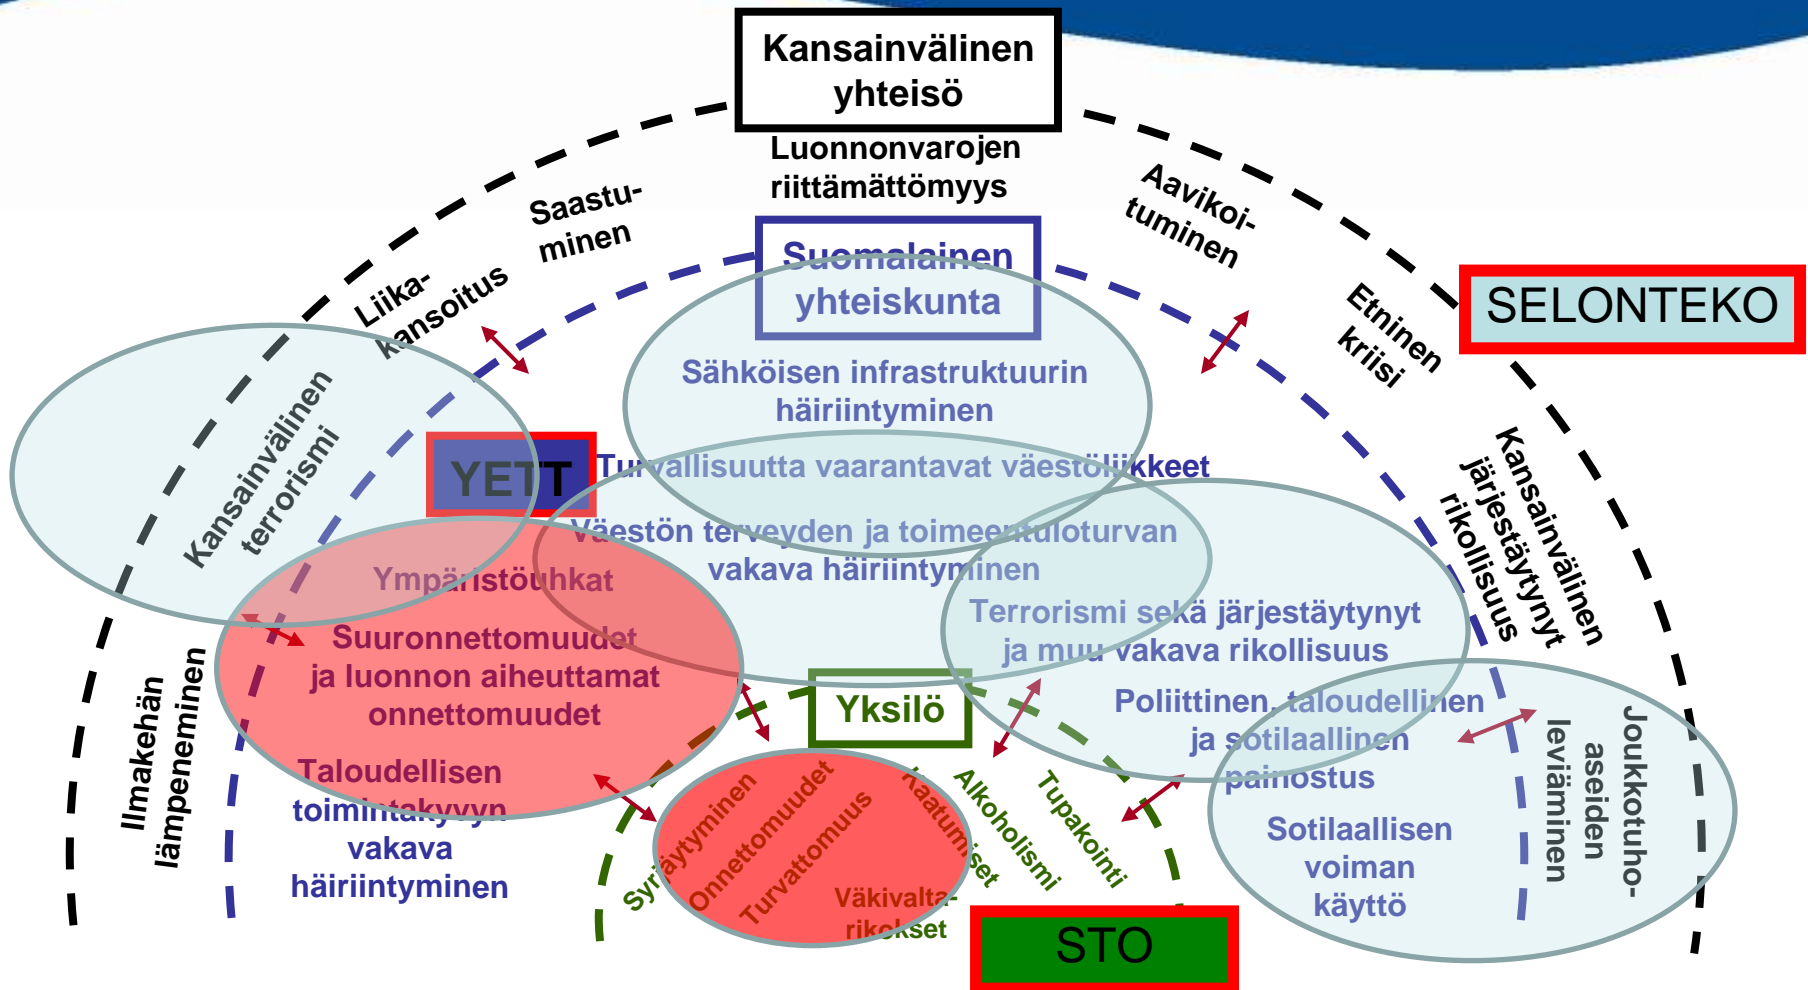 Kansainvälinen
yhteisö
Luonnonvarojen
riittämättömyys
Saastu-
minen
Aavikoi-
tuminen
Liika-
kansoitus
Etninen
kriisi
SELONTEKO
Suomalainen
yhteiskunta
Sähköisen infrastruktuurin
häiriintyminen
Kansainvälinen
terrorismi
YETT
Turvallisuutta vaarantavat väestöliikkeet
Väestön terveyden ja toimeentuloturvan
vakava häiriintyminen
Kansainvälinen
järjestäytynyt
rikollisuus
Ympäristöuhkat
Suuronnettomuudet
ja luonnon aiheuttamat
onnettomuudet
Terrorismi sekä järjestäytynyt
ja muu vakava rikollisuus
Ilmakehän
lämpeneminen
Yksilö
Poliittinen, taloudellinen
ja sotilaallinen
painostus
Joukkotuho-
aseiden
leviäminen
Taloudellisen
toimintakyvyn
vakava
häiriintyminen
Syrjäytyminen
Onnettomuudet
Turvattomuus
Kaatumiset
Alkoholismi
Tupakointi
Väkivalta-
rikokset
Sotilaallisen
voiman
käyttö
STO